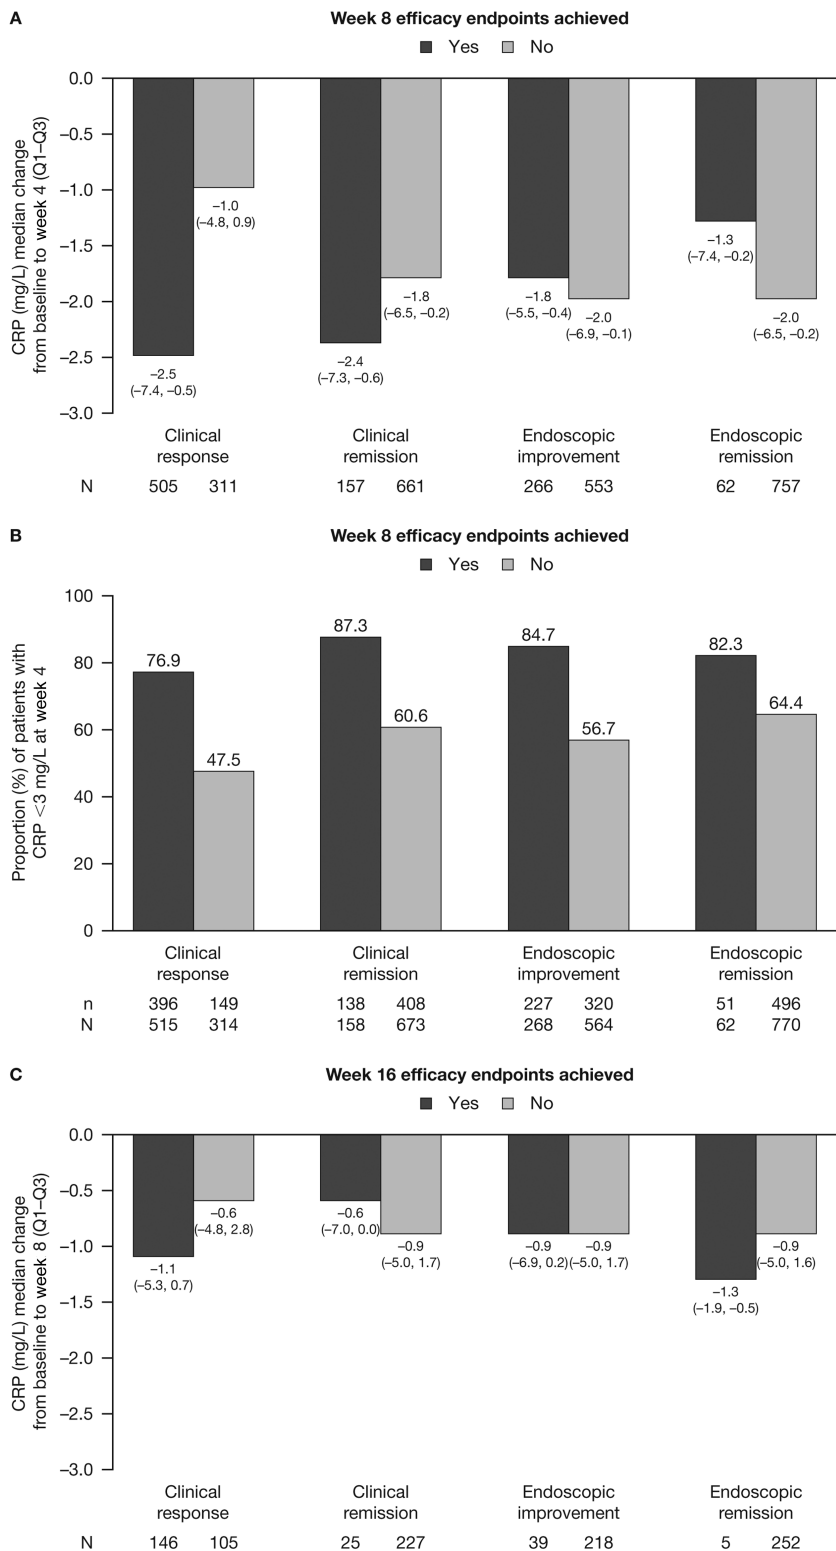 A
Week 8 efficacy endpoints achieved
Yes No
CRP (mg/L) median change
from baseline to week 4 (Q1–Q3)
0.0
–0.5
–1.0
–1.5
–2.0
–2.5
–3.0
–2.5
(–7.4, –0.5)
–1.0
(–4.8, 0.9)
–2.4
(–7.3, –0.6)
–1.8
(–6.5, –0.2)
–1.8
(–5.5, –0.4)
–2.0
(–6.9, –0.1)
–1.3
(–7.4, –0.2)
–2.0
(–6.5, –0.2)
Clinical response
Clinical remission
Endoscopic improvement
Endoscopic remission
N 505 311 157 661 266 553 62 757
B
Week 8 efficacy endpoints achieved
Yes No
Proportion (%) of patients with
CRP <3 mg/L at week 4
100
80
60
40
20
0
76.9
47.5
87.3
60.6
84.7
56.7
82.3
64.4
Clinical response
Clinical remission
Endoscopic improvement
Endoscopic remission
n 396 149 138 408 227 320 51 496
N 515 314 158 673 268 564 62 770
C
Week 16 efficacy endpoints achieved
Yes No
CRP (mg/L) median change
from baseline to week 8 (Q1–Q3)
0.0
–0.5
–1.0
–1.5
–2.0
–2.5
–3.0
–1.1
(–5.3, 0.7)
–0.6
(–4.8, 2.8)
–0.6
(–7.0, 0.0)
–0.9
(–5.0, 1.7)
–0.9
(–6.9, 0.2)
–0.9
(–5.0, 1.7)
–1.3
(–1.9, –0.5)
–0.9
(–5.0, 1.6)
Clinical response
Clinical remission
Endoscopic improvement
Endoscopic remission
N 146 105 25 227 39 218 5 252